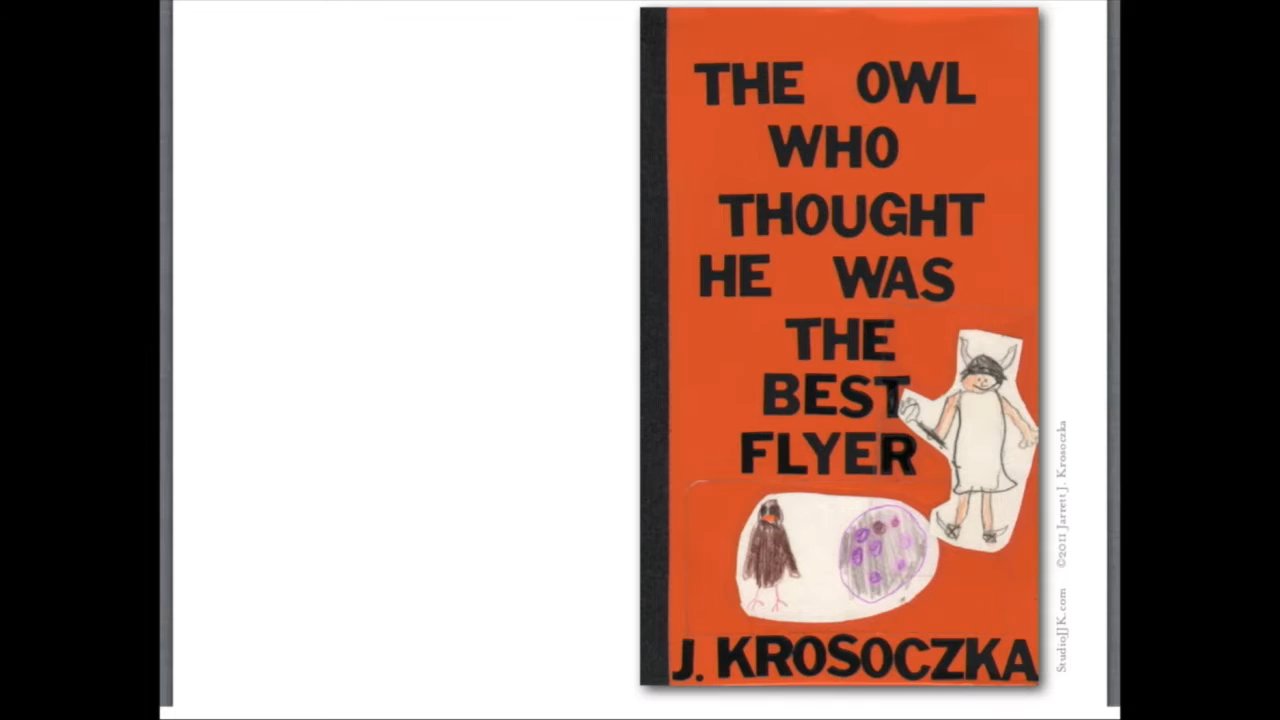 THE OWL
WHO
THOUGHT
HE WAS
THE
BEST
FLYER
J. KROSOCZKA
StudioJJK.com ©2011 Jarrett J. Krosoczka